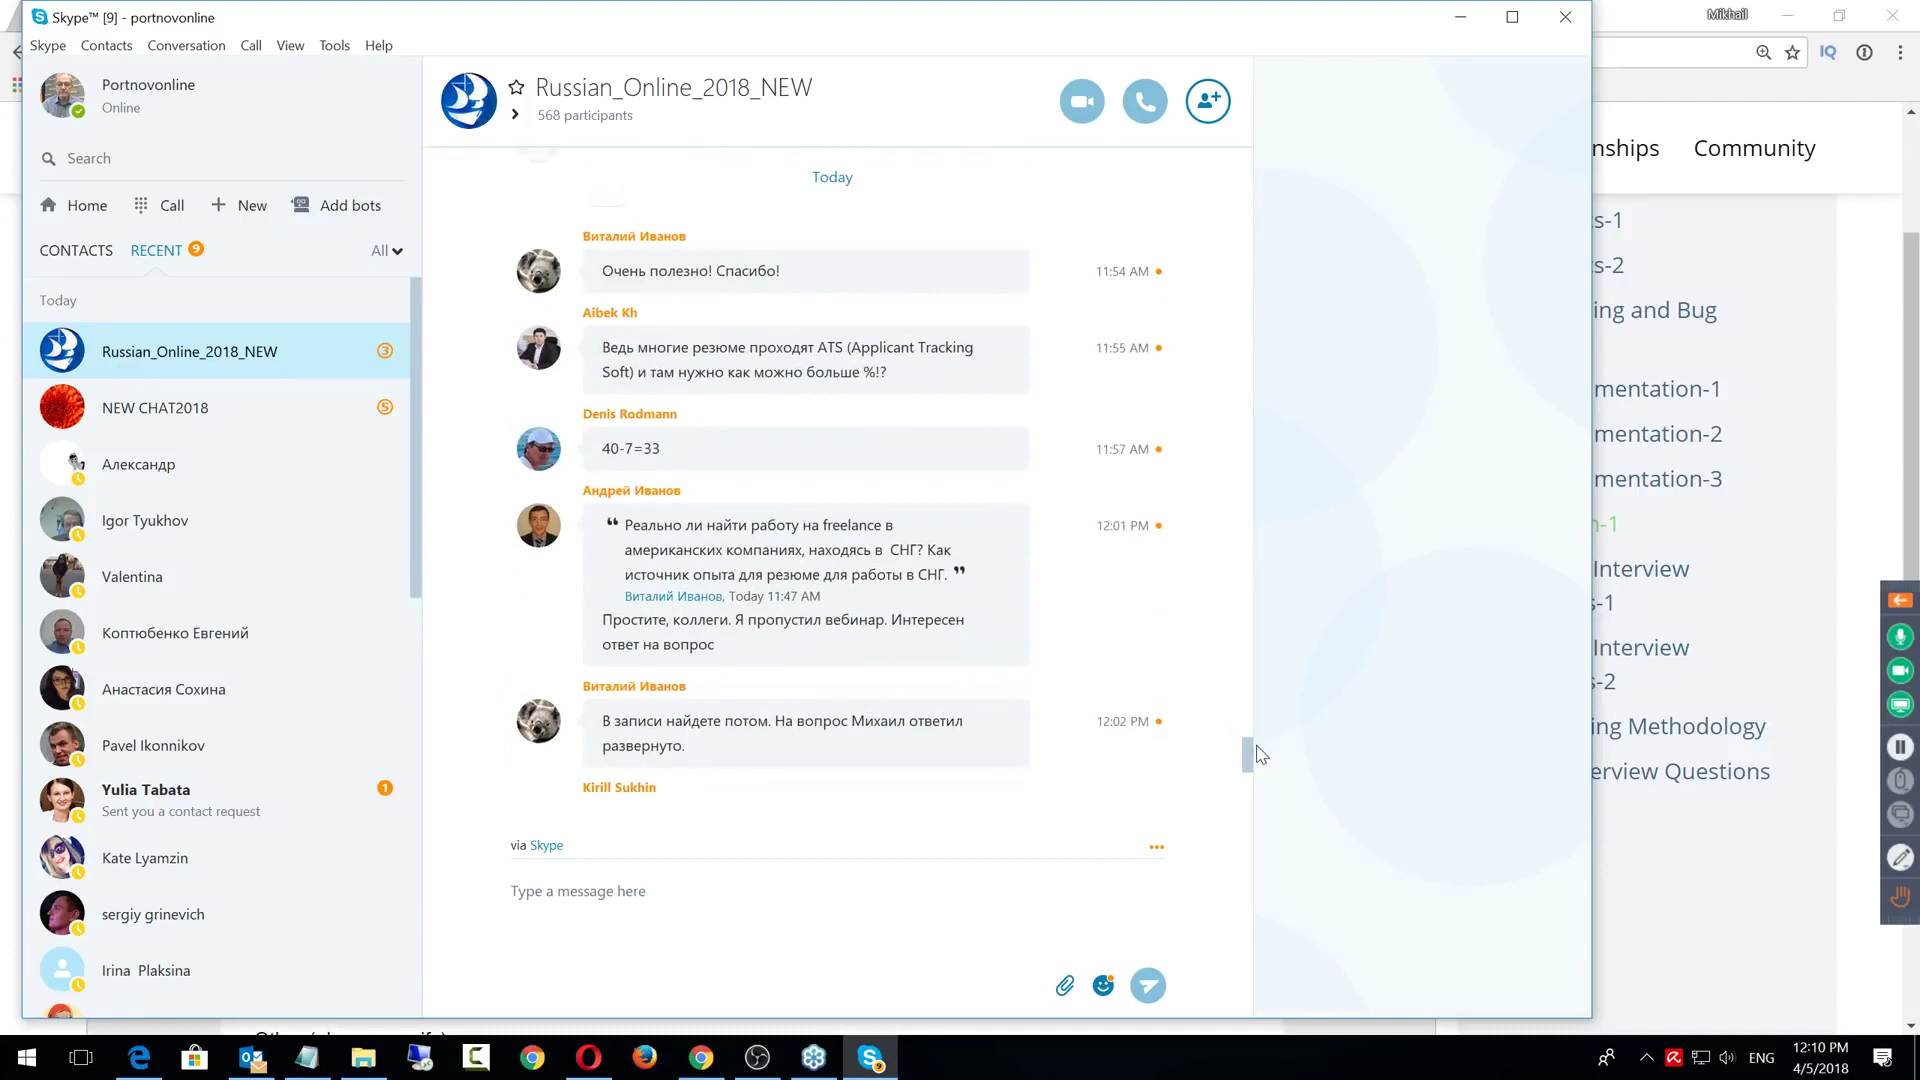 Skype™ [9] - portnovonline
Mikhail
Skype Contacts Conversation Call View Tools Help
Portnovonline
Online
Search
Home Call New Add bots
CONTACTS RECENT 9 All
Today
Russian_Online_2018_NEW 3
NEW CHAT2018 5
Александр
Igor Tyukhov
Valentina
Коптюбенко Евгений
Анастасия Сохина
Pavel Ikonnikov
Yulia Tabata 1
Sent you a contact request
Kate Lyamzin
sergiy grinevich
Irina Plaksina
Russian_Online_2018_NEW
568 participants
Today
Виталий Иванов
Очень полезно! Спасибо! 11:54 AM
Aibek Kh
Ведь многие резюме проходят ATS (Applicant Tracking 11:55 AM
Soft) и там нужно как можно больше %!?
Denis Rodmann
40-7=33 11:57 AM
Андрей Иванов
“ Реально ли найти работу на freelance в 12:01 PM
американских компаниях, находясь в СНГ? Как
источник опыта для резюме для работы в СНГ. ”
Виталий Иванов, Today 11:47 AM
Простите, коллеги. Я пропустил вебинар. Интересен
ответ на вопрос
Виталий Иванов
В записи найдете потом. На вопрос Михаил ответил 12:02 PM
развернуто.
Kirill Sukhin
via Skype
Type a message here
nships Community
s-1
s-2
ing and Bug
mentation-1
mentation-2
mentation-3
n-1
Interview
s-1
Interview
s-2
ing Methodology
erview Questions
9
ENG
12:10 PM
4/5/2018